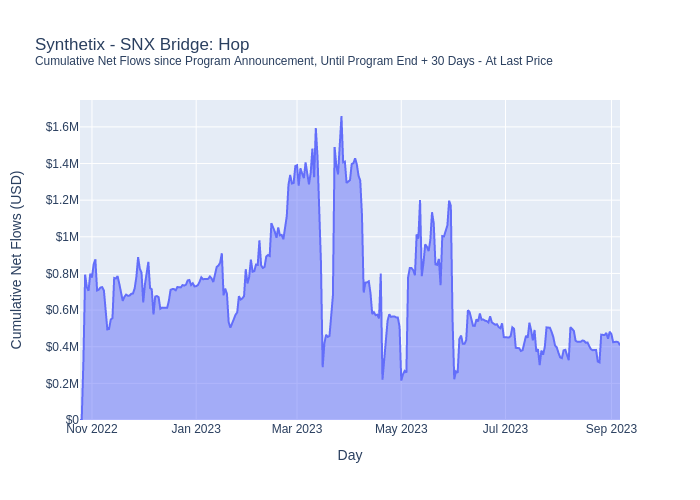 Synthetix - SNX Bridge: Hop
Cumulative Net Flows since Program Announcement, Until Program End + 30 Days - At Last Price
Cumulative Net Flows (USD)
$1.6M
$1.4M
$1.2M
$1M
$0.8M
$0.6M
$0.4M
$0.2M
$0
Nov 2022 Jan 2023 Mar 2023 May 2023 Jul 2023 Sep 2023
Day